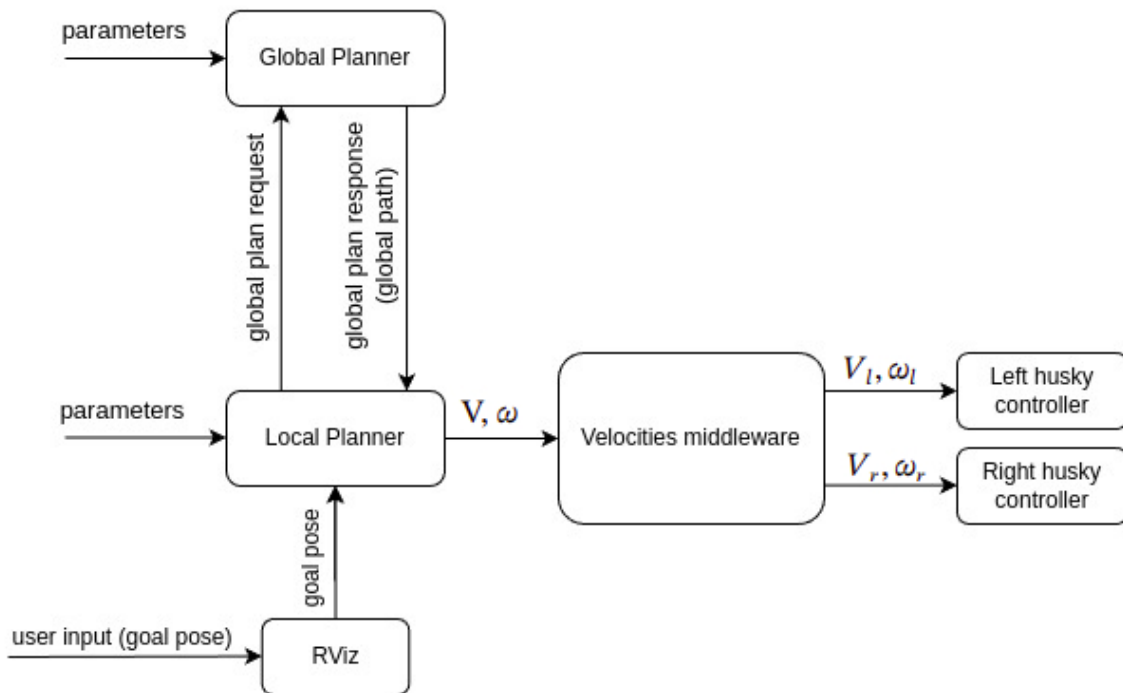 parameters
Global Planner
global plan request
global plan response
(global path)
parameters
Local Planner
V, ω
Velocities middleware
V_l, ω_l
Left husky
controller
V_r, ω_r
Right husky
controller
goal pose
user input (goal pose)
RViz